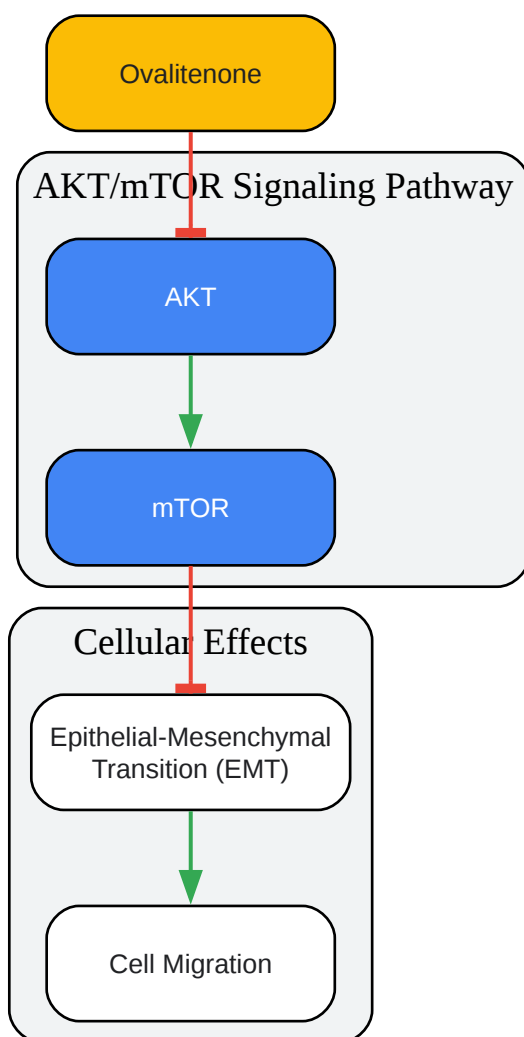 Ovalitenone
AKT/mTOR Signaling Pathway
AKT
mTOR
Cellular Effects
Epithelial-Mesenchymal
Transition (EMT)
Cell Migration